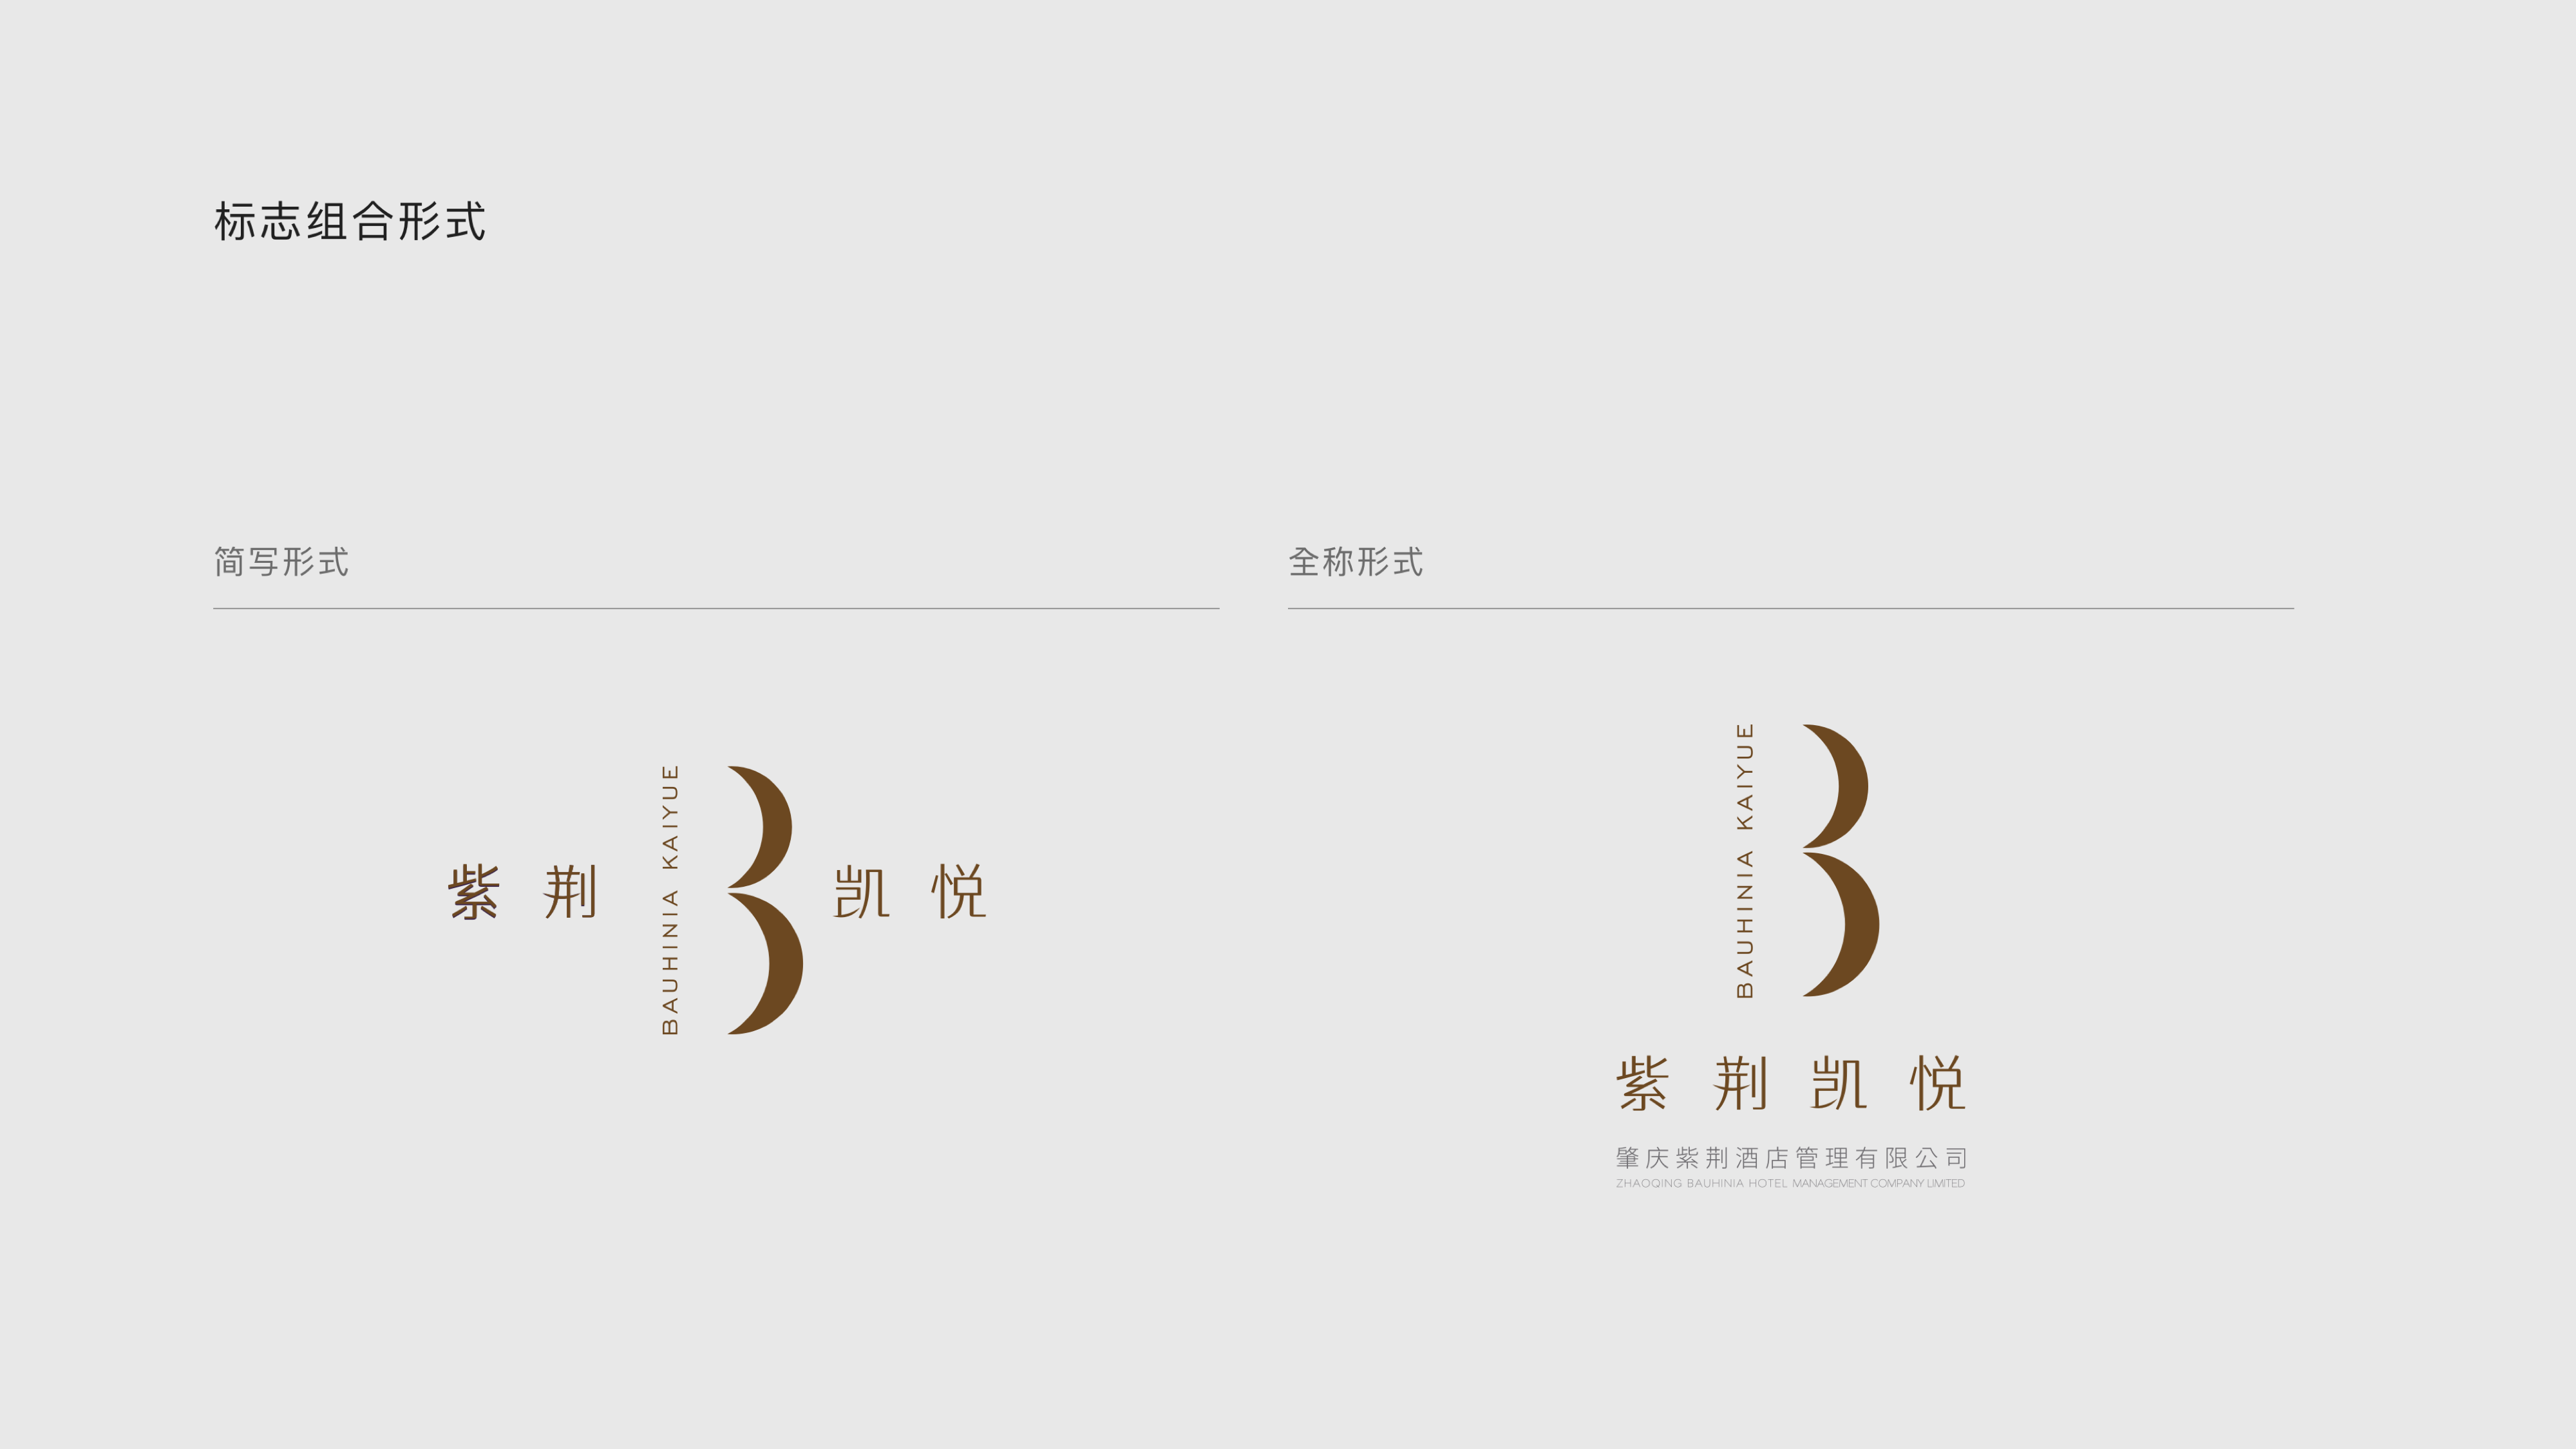 标志组合形式
简写形式
紫荆
BAUHINIA KAIYUE
凯悦
全称形式
BAUHINIA KAIYUE
紫荆凯悦
肇庆紫荆酒店管理有限公司
ZHAOQING BAUHINIA HOTEL MANAGEMENT COMPANY LIMITED